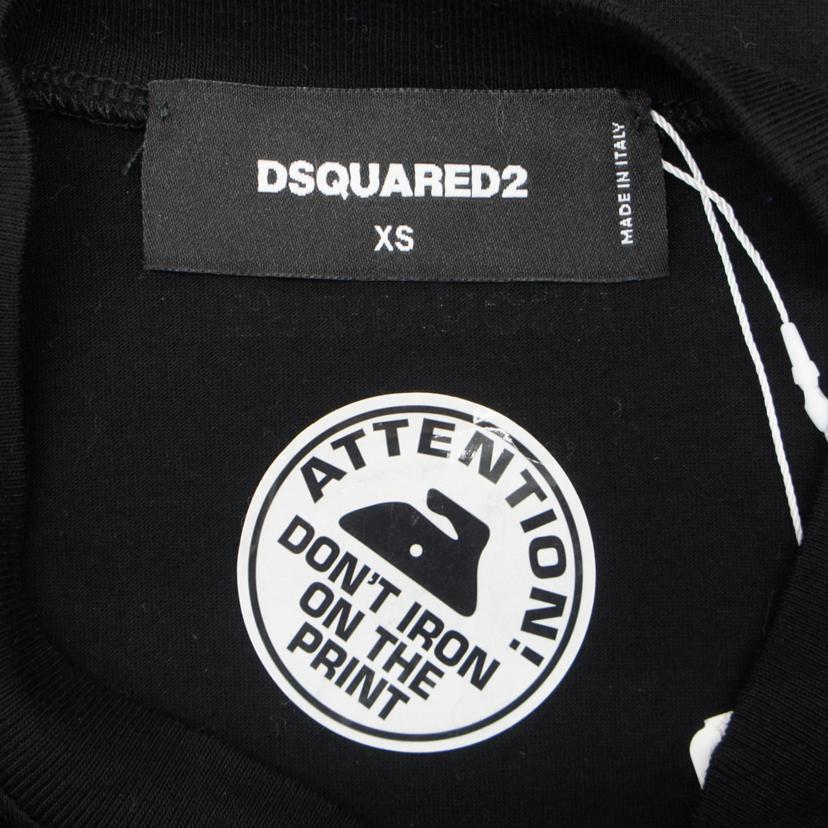 DSQUARED2
XS
MADE IN ITALY
ATTENTION!
DON'T IRON
ON THE
PRINT